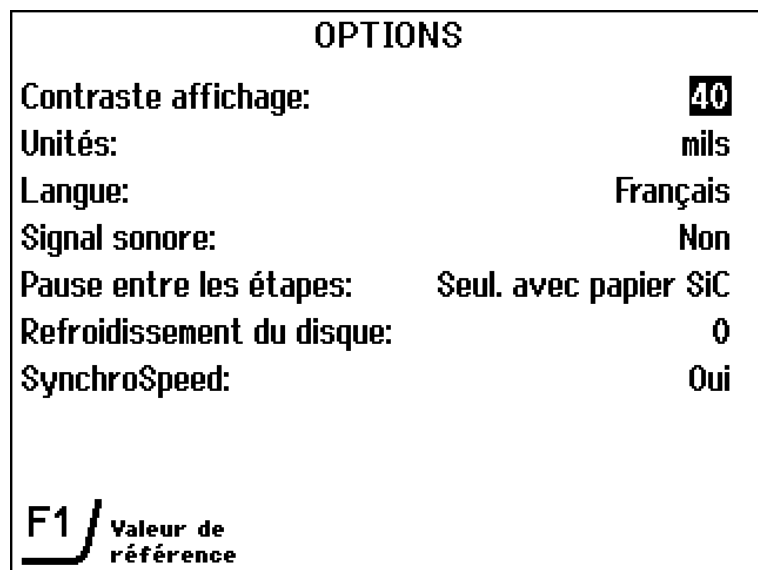 OPTIONS
Contraste affichage: 40
Unités: mils
Langue: Français
Signal sonore: Non
Pause entre les étapes: Seul. avec papier SiC
Refroidissement du disque: 0
SynchroSpeed: Oui
F1 Valeur de
référence